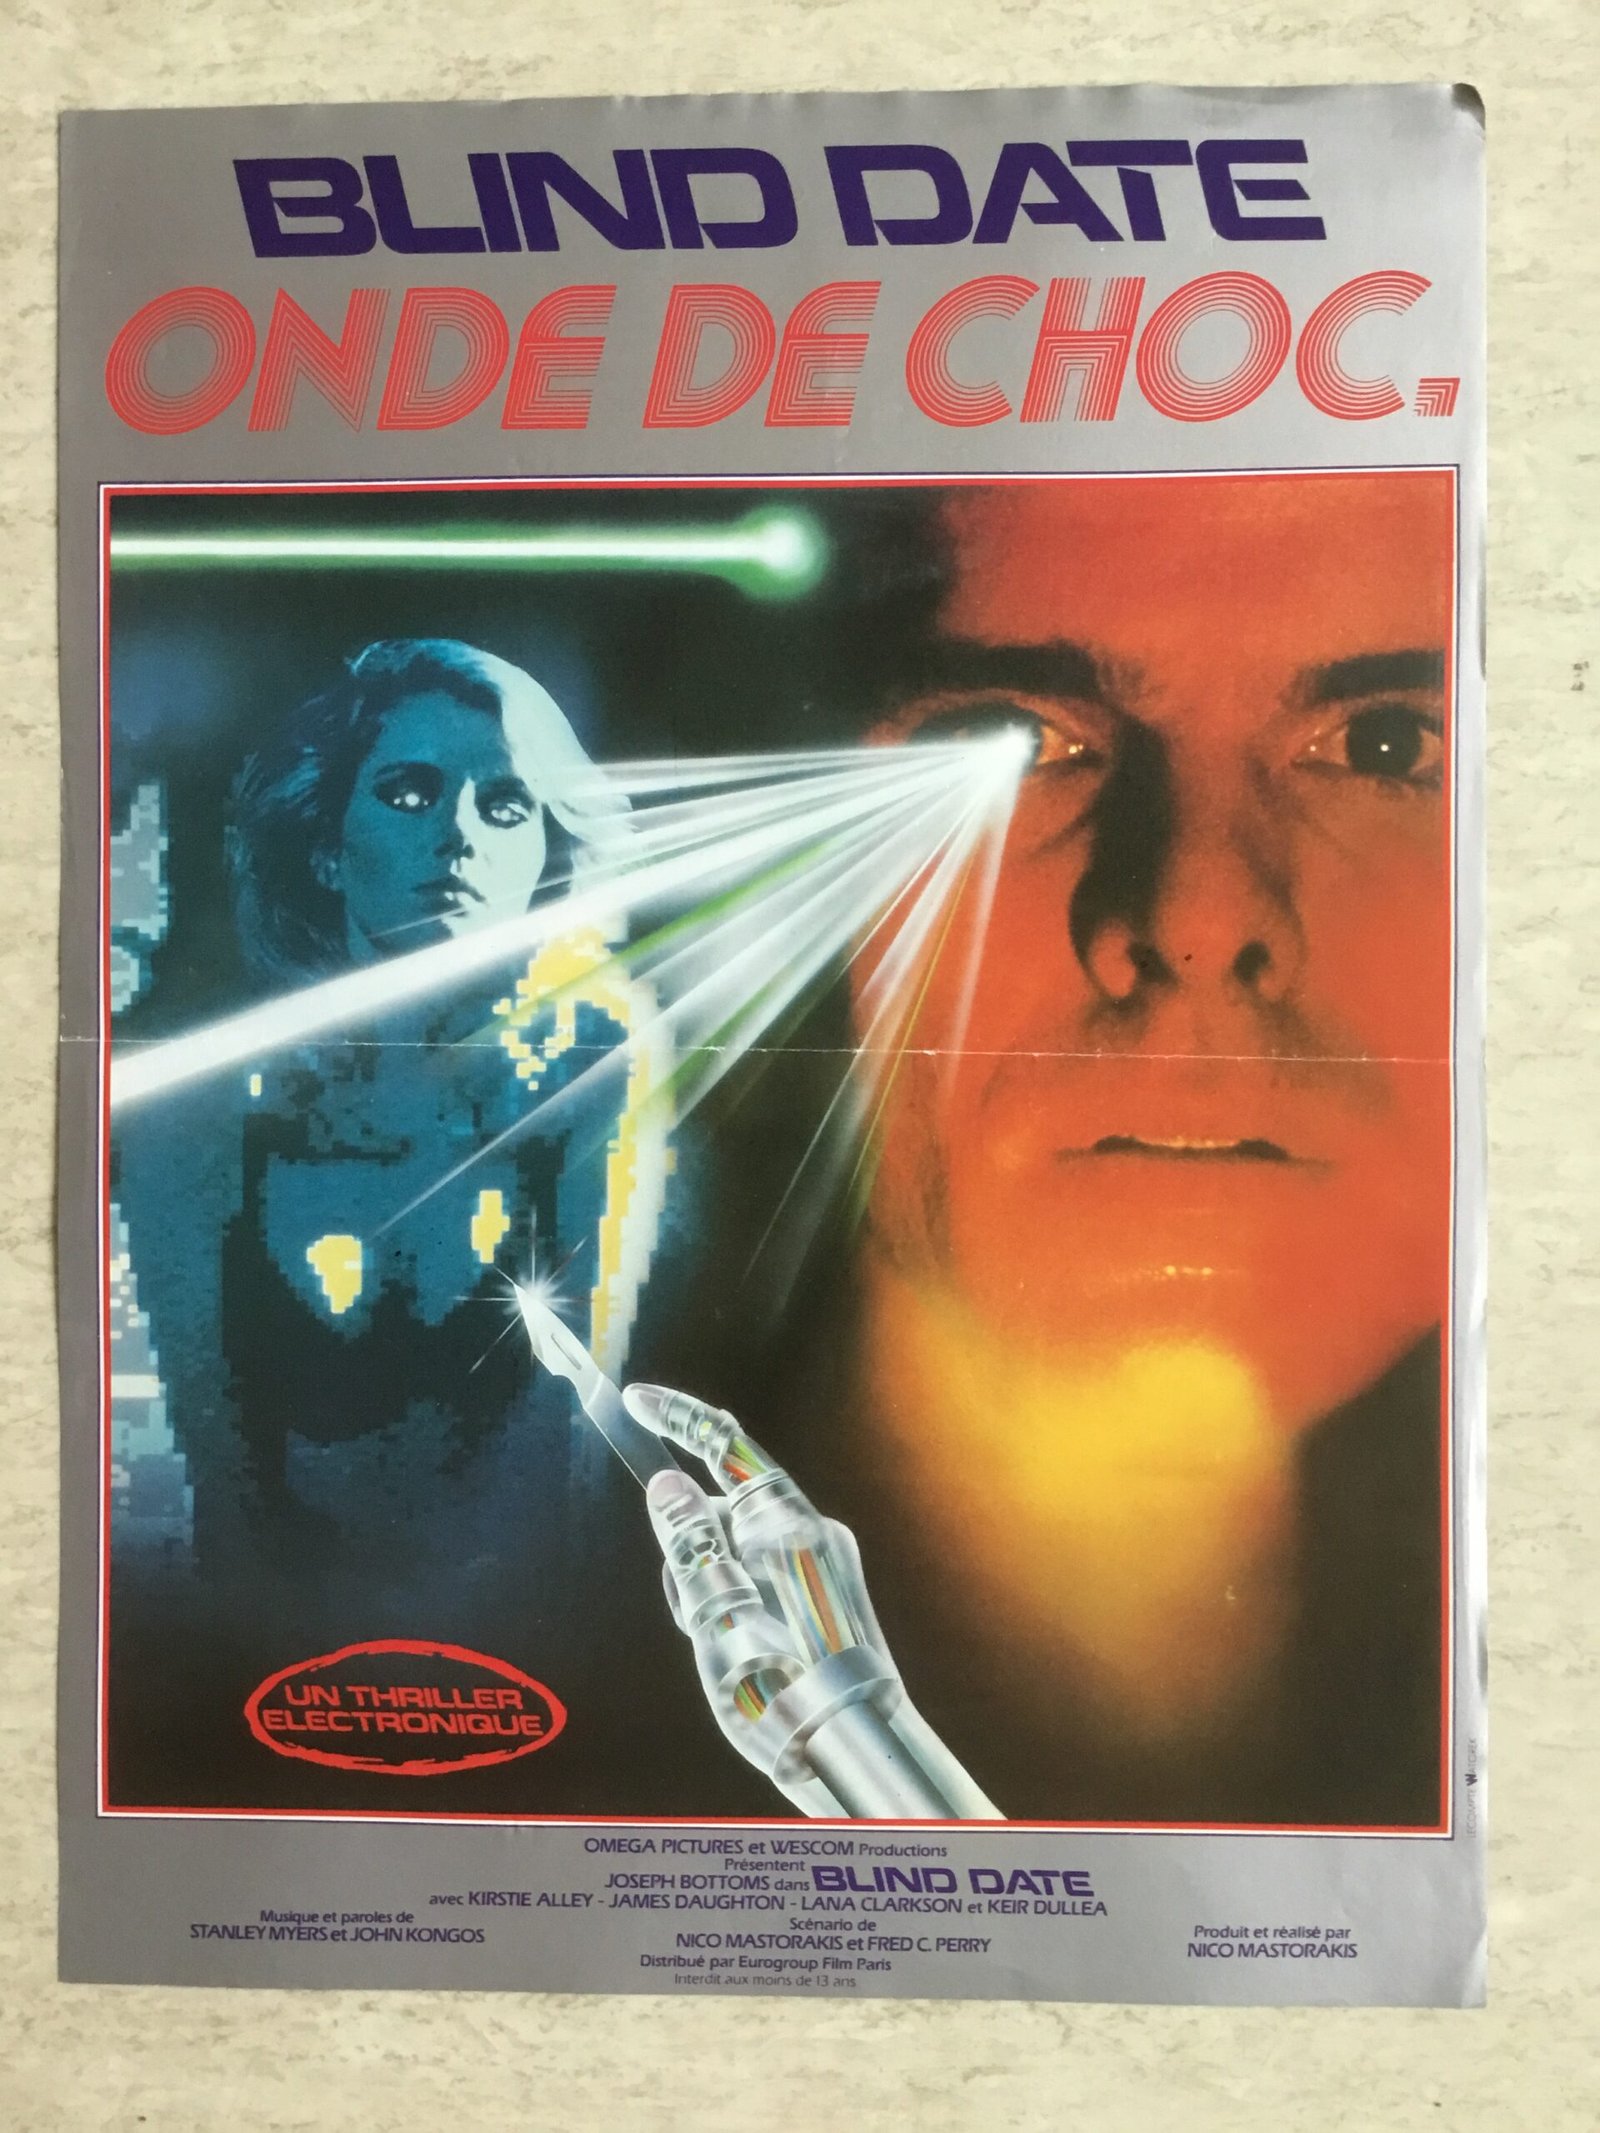 BLIND DATE
ONDE DE CHOC.
UN THRILLER
ELECTRONIQUE
LECOMPTE WATOREK
OMEGA PICTURES et WESCOM Productions
Présentent
JOSEPH BOTTOMS dans BLIND DATE
avec KIRSTIE ALLEY - JAMES DAUGHTON - LANA CLARKSON et KEIR DULLEA
Musique et paroles de
STANLEY MYERS et JOHN KONGOS
Scénario de
NICO MASTORAKIS et FRED C. PERRY
Produit et réalisé par
NICO MASTORAKIS
Distribué par Eurogroup Film Paris
Interdit aux moins de 13 ans